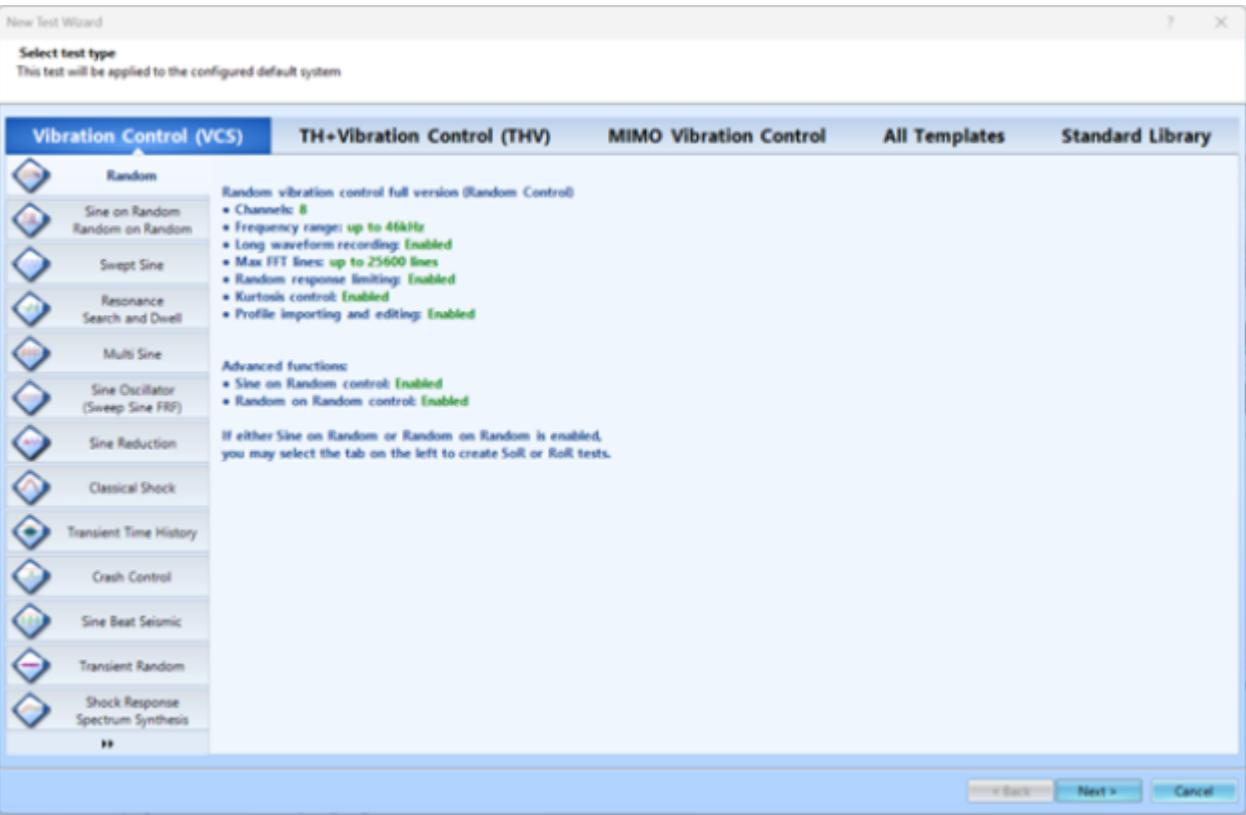 New Test Wizard
?
Select test type
This test will be applied to the configured default system
Vibration Control (VCS)
TH+Vibration Control (THV)
MIMO Vibration Control
All Templates
Standard Library
Random
Sine on Random
Random on Random
Swept Sine
Resonance
Search and Dwell
Multi Sine
Sine Oscillator
(Sweep Sine FRF)
Sine Reduction
Classical Shock
Transient Time History
Crash Control
Sine Beat Seismic
Transient Random
Shock Response
Spectrum Synthesis
Random vibration control full version (Random Control)
• Channels: 8
• Frequency range: up to 46kHz
• Long waveform recording: Enabled
• Max FFT lines: up to 25600 lines
• Random response limiting: Enabled
• Kurtosis control: Enabled
• Profile importing and editing: Enabled
Advanced functions:
• Sine on Random control: Enabled
• Random on Random control: Enabled
If either Sine on Random or Random on Random is enabled,
you may select the tab on the left to create SoR or RoR tests.
< Back
Next >
Cancel